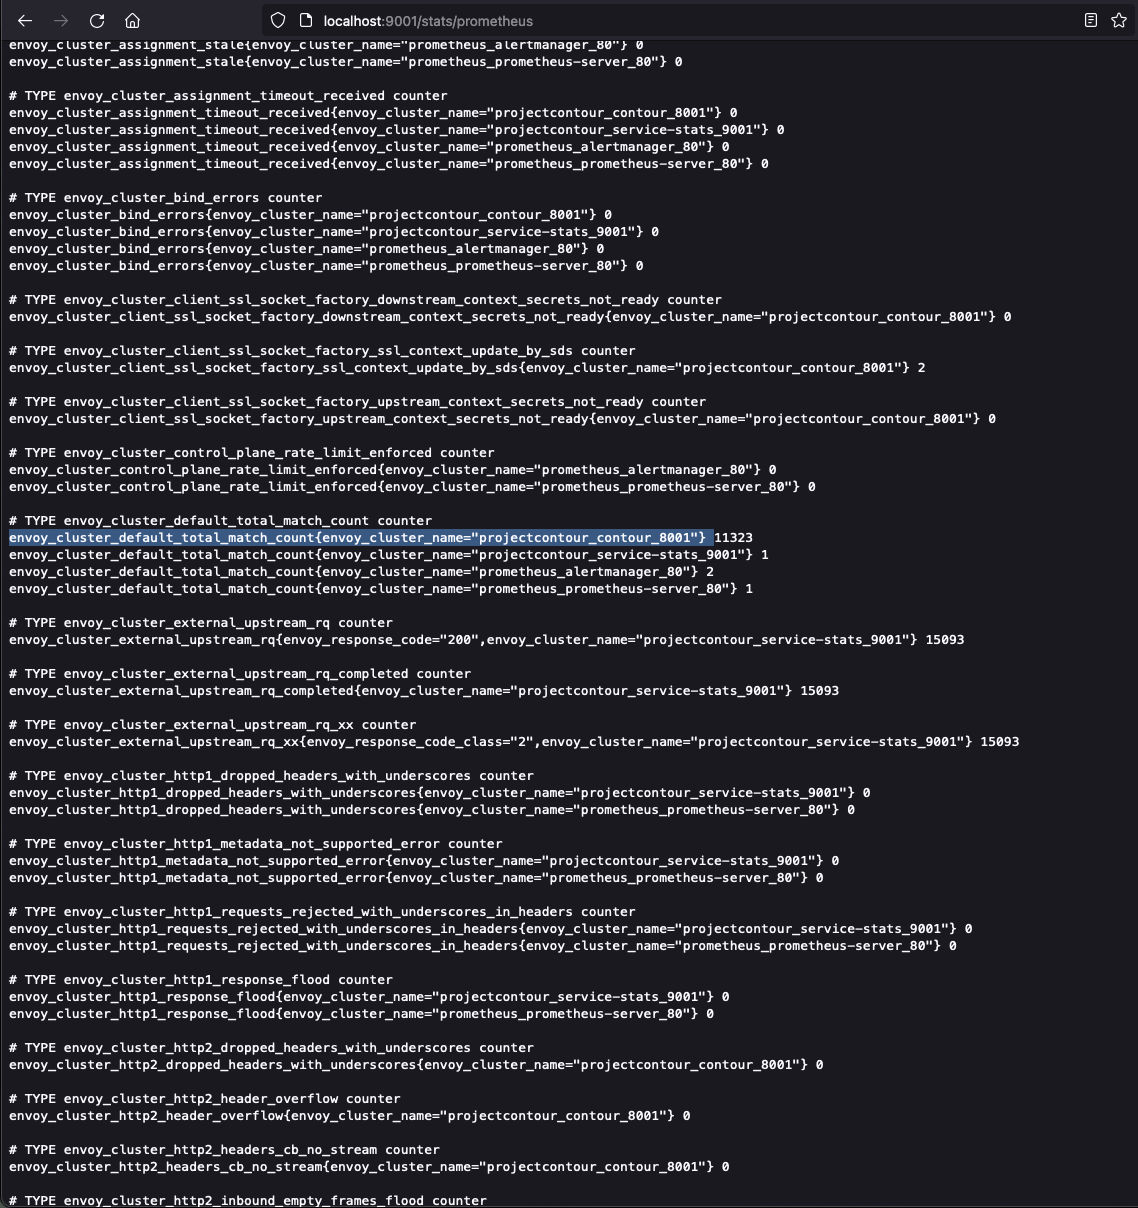 localhost:9001/stats/prometheus
envoy_cluster_assignment_stale{envoy_cluster_name="prometheus_alertmanager_80"} 0
envoy_cluster_assignment_stale{envoy_cluster_name="prometheus_prometheus-server_80"} 0
# TYPE envoy_cluster_assignment_timeout_received counter
envoy_cluster_assignment_timeout_received{envoy_cluster_name="projectcontour_contour_8001"} 0
envoy_cluster_assignment_timeout_received{envoy_cluster_name="projectcontour_service-stats_9001"} 0
envoy_cluster_assignment_timeout_received{envoy_cluster_name="prometheus_alertmanager_80"} 0
envoy_cluster_assignment_timeout_received{envoy_cluster_name="prometheus_prometheus-server_80"} 0
# TYPE envoy_cluster_bind_errors counter
envoy_cluster_bind_errors{envoy_cluster_name="projectcontour_contour_8001"} 0
envoy_cluster_bind_errors{envoy_cluster_name="projectcontour_service-stats_9001"} 0
envoy_cluster_bind_errors{envoy_cluster_name="prometheus_alertmanager_80"} 0
envoy_cluster_bind_errors{envoy_cluster_name="prometheus_prometheus-server_80"} 0
# TYPE envoy_cluster_client_ssl_socket_factory_downstream_context_secrets_not_ready counter
envoy_cluster_client_ssl_socket_factory_downstream_context_secrets_not_ready{envoy_cluster_name="projectcontour_contour_8001"} 0
# TYPE envoy_cluster_client_ssl_socket_factory_ssl_context_update_by_sds counter
envoy_cluster_client_ssl_socket_factory_ssl_context_update_by_sds{envoy_cluster_name="projectcontour_contour_8001"} 2
# TYPE envoy_cluster_client_ssl_socket_factory_upstream_context_secrets_not_ready counter
envoy_cluster_client_ssl_socket_factory_upstream_context_secrets_not_ready{envoy_cluster_name="projectcontour_contour_8001"} 0
# TYPE envoy_cluster_control_plane_rate_limit_enforced counter
envoy_cluster_control_plane_rate_limit_enforced{envoy_cluster_name="prometheus_alertmanager_80"} 0
envoy_cluster_control_plane_rate_limit_enforced{envoy_cluster_name="prometheus_prometheus-server_80"} 0
# TYPE envoy_cluster_default_total_match_count counter
envoy_cluster_default_total_match_count{envoy_cluster_name="projectcontour_contour_8001"} 11323
envoy_cluster_default_total_match_count{envoy_cluster_name="projectcontour_service-stats_9001"} 1
envoy_cluster_default_total_match_count{envoy_cluster_name="prometheus_alertmanager_80"} 2
envoy_cluster_default_total_match_count{envoy_cluster_name="prometheus_prometheus-server_80"} 1
# TYPE envoy_cluster_external_upstream_rq counter
envoy_cluster_external_upstream_rq{envoy_response_code="200",envoy_cluster_name="projectcontour_service-stats_9001"} 15093
# TYPE envoy_cluster_external_upstream_rq_completed counter
envoy_cluster_external_upstream_rq_completed{envoy_cluster_name="projectcontour_service-stats_9001"} 15093
# TYPE envoy_cluster_external_upstream_rq_xx counter
envoy_cluster_external_upstream_rq_xx{envoy_response_code_class="2",envoy_cluster_name="projectcontour_service-stats_9001"} 15093
# TYPE envoy_cluster_http1_dropped_headers_with_underscores counter
envoy_cluster_http1_dropped_headers_with_underscores{envoy_cluster_name="projectcontour_service-stats_9001"} 0
envoy_cluster_http1_dropped_headers_with_underscores{envoy_cluster_name="prometheus_prometheus-server_80"} 0
# TYPE envoy_cluster_http1_metadata_not_supported_error counter
envoy_cluster_http1_metadata_not_supported_error{envoy_cluster_name="projectcontour_service-stats_9001"} 0
envoy_cluster_http1_metadata_not_supported_error{envoy_cluster_name="prometheus_prometheus-server_80"} 0
# TYPE envoy_cluster_http1_requests_rejected_with_underscores_in_headers counter
envoy_cluster_http1_requests_rejected_with_underscores_in_headers{envoy_cluster_name="projectcontour_service-stats_9001"} 0
envoy_cluster_http1_requests_rejected_with_underscores_in_headers{envoy_cluster_name="prometheus_prometheus-server_80"} 0
# TYPE envoy_cluster_http1_response_flood counter
envoy_cluster_http1_response_flood{envoy_cluster_name="projectcontour_service-stats_9001"} 0
envoy_cluster_http1_response_flood{envoy_cluster_name="prometheus_prometheus-server_80"} 0
# TYPE envoy_cluster_http2_dropped_headers_with_underscores counter
envoy_cluster_http2_dropped_headers_with_underscores{envoy_cluster_name="projectcontour_contour_8001"} 0
# TYPE envoy_cluster_http2_header_overflow counter
envoy_cluster_http2_header_overflow{envoy_cluster_name="projectcontour_contour_8001"} 0
# TYPE envoy_cluster_http2_headers_cb_no_stream counter
envoy_cluster_http2_headers_cb_no_stream{envoy_cluster_name="projectcontour_contour_8001"} 0
# TYPE envoy_cluster_http2_inbound_empty_frames_flood counter